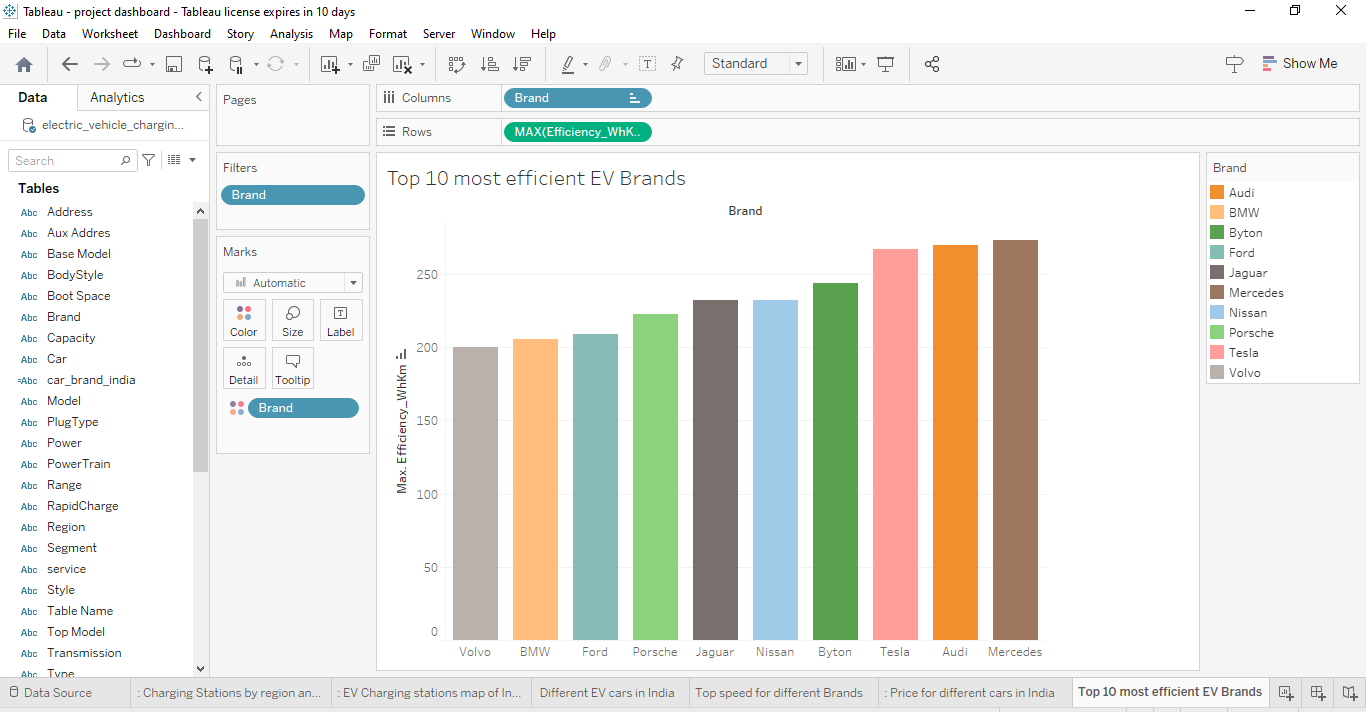 Tableau - project dashboard - Tableau license expires in 10 days
File Data Worksheet Dashboard Story Analysis Map Format Server Window Help
Standard
Show Me
Data Analytics
electric_vehicle_chargin...
Search
Tables
Abc Address
Abc Aux Addres
Abc Base Model
Abc BodyStyle
Abc Boot Space
Abc Brand
Abc Capacity
Abc Car
=Abc car_brand_india
Abc Model
Abc PlugType
Abc Power
Abc PowerTrain
Abc Range
Abc RapidCharge
Abc Region
Abc Segment
Abc service
Abc Style
Abc Table Name
Abc Top Model
Abc Transmission
Abc Type
Pages
Filters
Brand
Marks
Automatic
Color Size Label
Detail Tooltip
Brand
Columns Brand
Rows MAX(Efficiency_WhK..
Top 10 most efficient EV Brands
Brand
Max. Efficiency_WhKm
250
200
150
100
50
0
Volvo BMW Ford Porsche Jaguar Nissan Byton Tesla Audi Mercedes
Brand
Audi
BMW
Byton
Ford
Jaguar
Mercedes
Nissan
Porsche
Tesla
Volvo
Data Source : Charging Stations by region an... : EV Charging stations map of In... Different EV cars in India Top speed for different Brands : Price for different cars in India Top 10 most efficient EV Brands